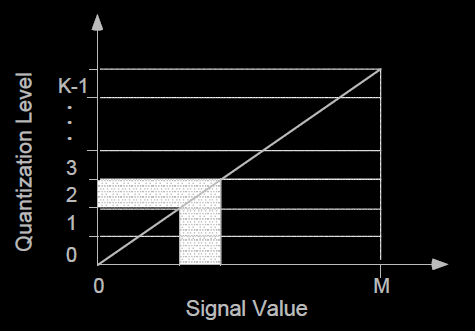 Quantization Level
K-1
.
.
.
3
2
1
0
0
M
Signal Value